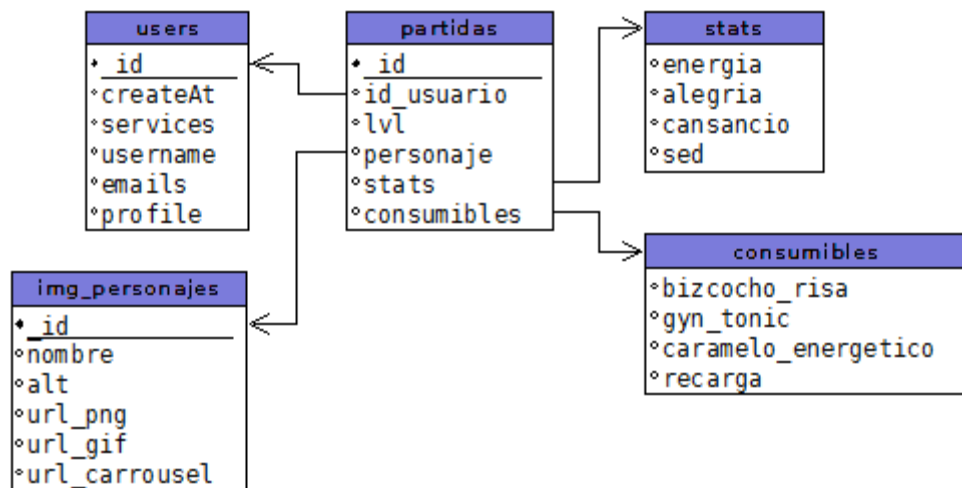 users
_id
createAt
services
username
emails
profile
partidas
_id
id_usuario
lvl
personaje
stats
consumibles
stats
energia
alegria
cansancio
sed
img_personajes
_id
nombre
alt
url_png
url_gif
url_carrousel
consumibles
bizcocho_risa
gyn_tonic
caramelo_energetico
recarga